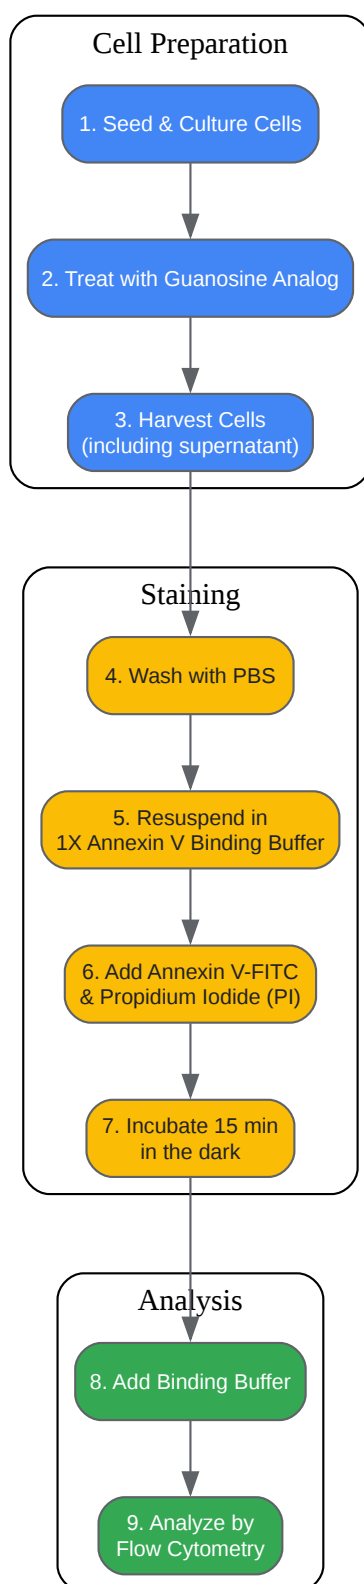 Cell Preparation
1. Seed & Culture Cells
2. Treat with Guanosine Analog
3. Harvest Cells
(including supernatant)
Staining
4. Wash with PBS
5. Resuspend in
1X Annexin V Binding Buffer
6. Add Annexin V-FITC
& Propidium Iodide (PI)
7. Incubate 15 min
in the dark
Analysis
8. Add Binding Buffer
9. Analyze by
Flow Cytometry